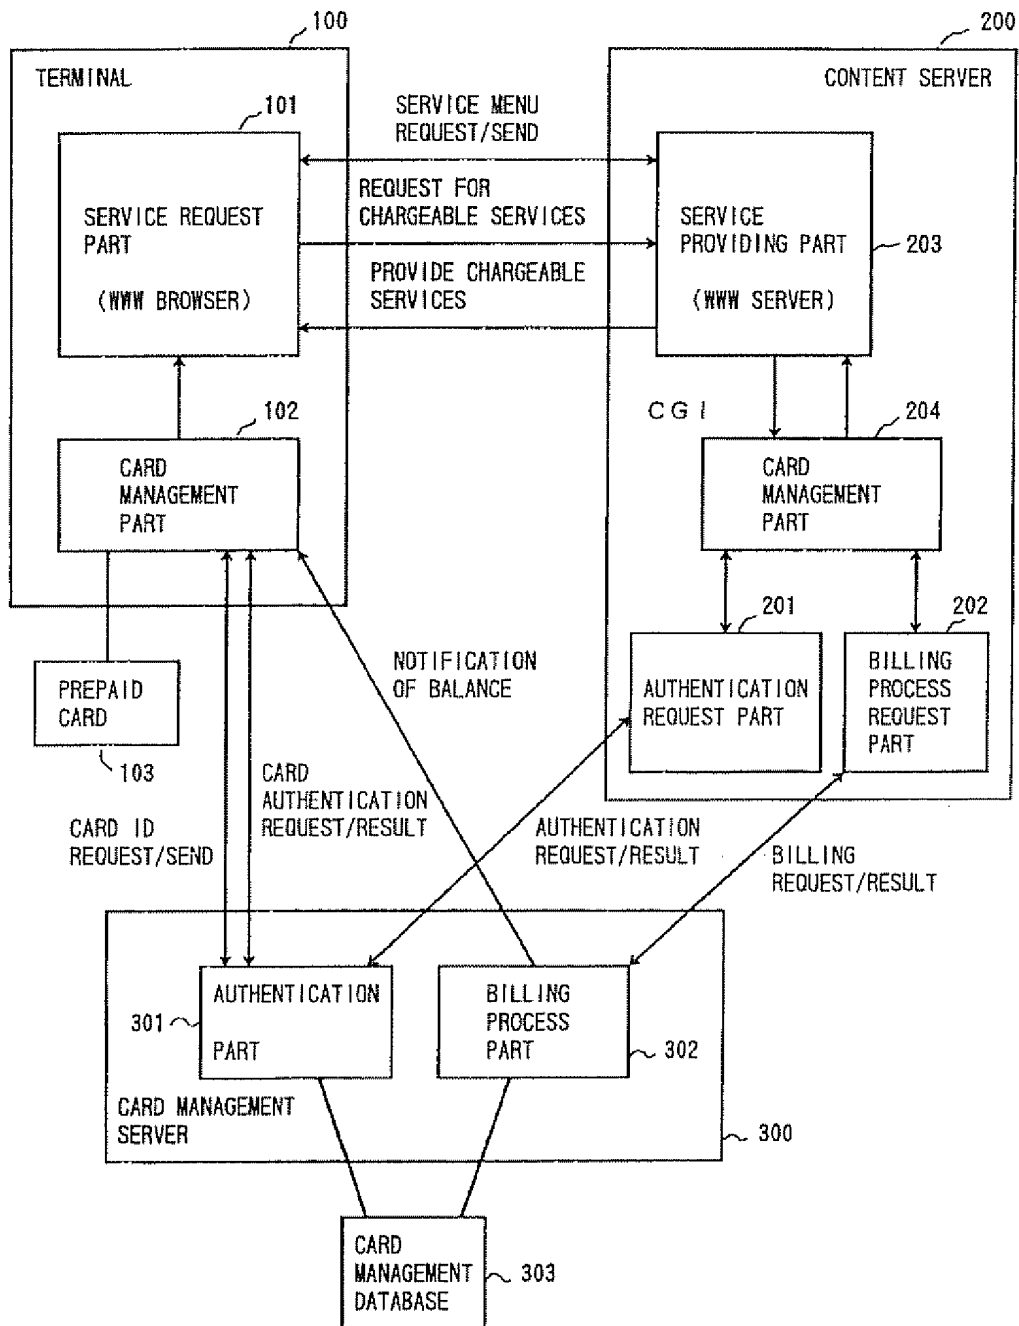 100
200
TERMINAL
CONTENT SERVER
101
SERVICE MENU
REQUEST/SEND
REQUEST FOR
CHARGEABLE SERVICES
SERVICE REQUEST
PART
(WWW BROWSER)
SERVICE
PROVIDING PART
(WWW SERVER)
203
PROVIDE CHARGEABLE
SERVICES
102
CGI
204
CARD
MANAGEMENT
PART
CARD
MANAGEMENT
PART
201
202
PREPAID
CARD
103
NOTIFICATION
OF BALANCE
AUTHENTICATION
REQUEST PART
BILLING
PROCESS
REQUEST
PART
CARD ID
REQUEST/SEND
CARD
AUTHENTICATION
REQUEST/RESULT
AUTHENTICATION
REQUEST/RESULT
BILLING
REQUEST/RESULT
301
AUTHENTICATION
PART
BILLING
PROCESS
PART
302
CARD MANAGEMENT
SERVER
300
CARD
MANAGEMENT
DATABASE
303